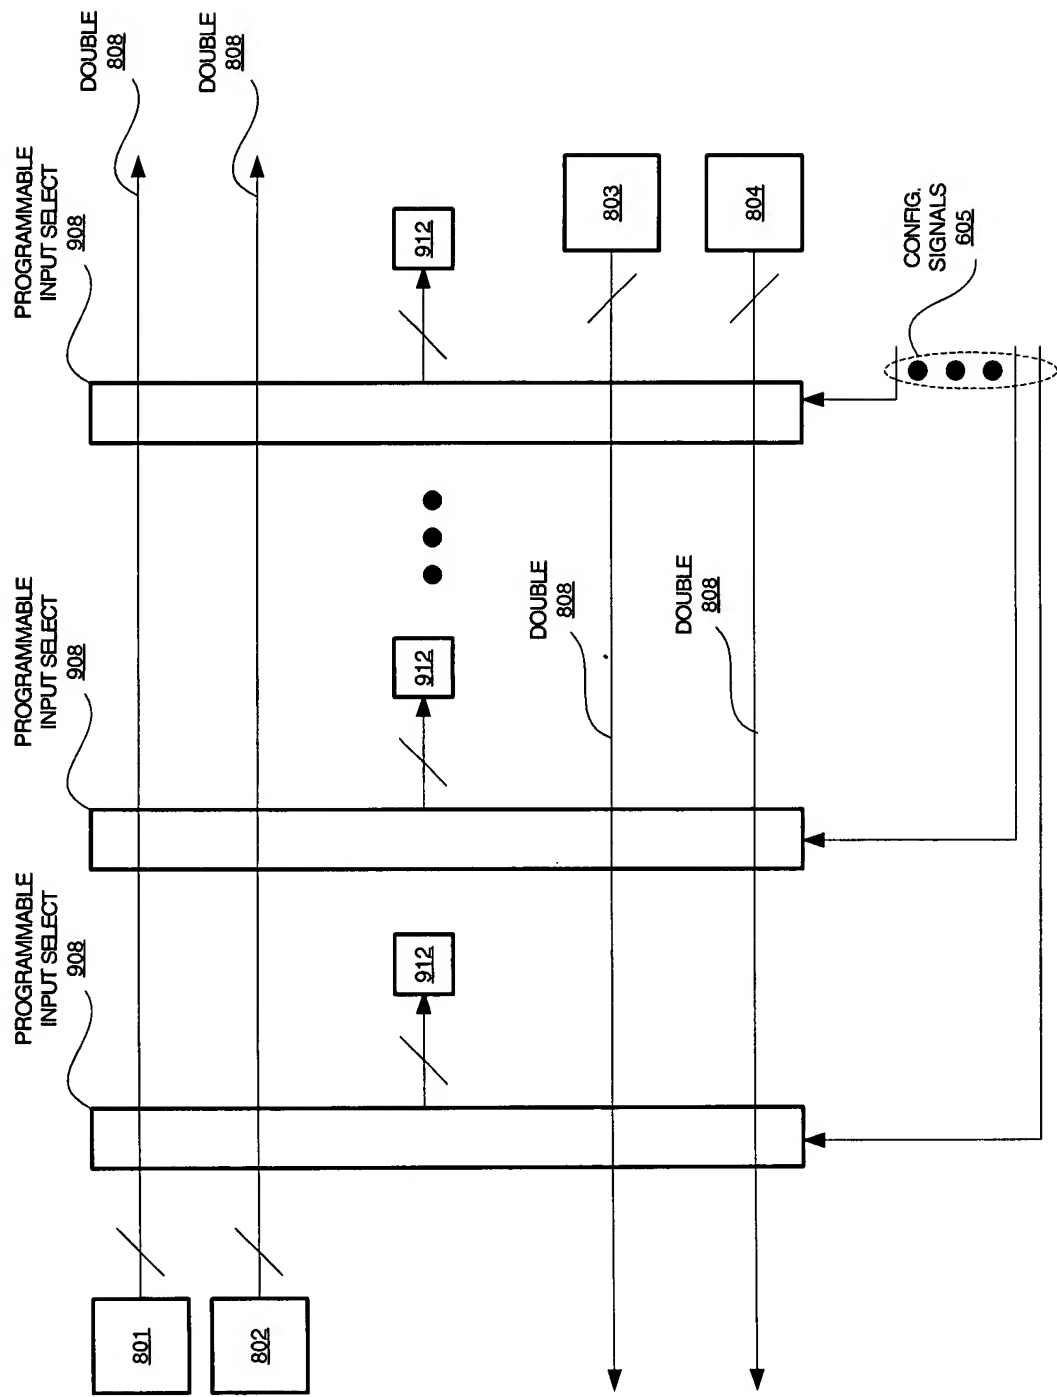 PROGRAMMABLE
INPUT SELECT
908
PROGRAMMABLE
INPUT SELECT
908
PROGRAMMABLE
INPUT SELECT
908
DOUBLE
808
801
DOUBLE
808
802
912
912
912
DOUBLE
808
803
DOUBLE
808
804
CONFIG.
SIGNALS
605